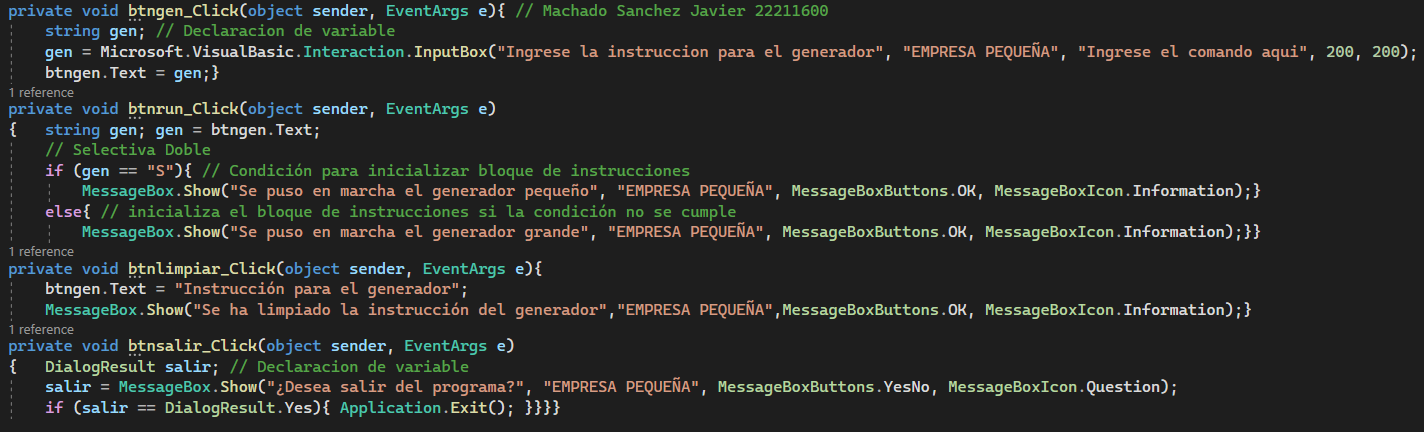 private void btngen_Click(object sender, EventArgs e){ // Machado Sanchez Javier 22211600
string gen; // Declaracion de variable
gen = Microsoft.VisualBasic.Interaction.InputBox("Ingrese la instruccion para el generador", "EMPRESA PEQUEÑA", "Ingrese el comando aqui", 200, 200);
btngen.Text = gen;}
1 reference
private void btnrun_Click(object sender, EventArgs e)
{ string gen; gen = btngen.Text;
// Selectiva Doble
if (gen == "S"){ // Condición para inicializar bloque de instrucciones
MessageBox.Show("Se puso en marcha el generador pequeño", "EMPRESA PEQUEÑA", MessageBoxButtons.OK, MessageBoxIcon.Information);}
else{ // inicializa el bloque de instrucciones si la condición no se cumple
MessageBox.Show("Se puso en marcha el generador grande", "EMPRESA PEQUEÑA", MessageBoxButtons.OK, MessageBoxIcon.Information);}}
1 reference
private void btnlimpiar_Click(object sender, EventArgs e){
btngen.Text = "Instrucción para el generador";
MessageBox.Show("Se ha limpiado la instrucción del generador","EMPRESA PEQUEÑA",MessageBoxButtons.OK, MessageBoxIcon.Information);}
1 reference
private void btnsalir_Click(object sender, EventArgs e)
{ DialogResult salir; // Declaracion de variable
salir = MessageBox.Show("¿Desea salir del programa?", "EMPRESA PEQUEÑA", MessageBoxButtons.YesNo, MessageBoxIcon.Question);
if (salir == DialogResult.Yes){ Application.Exit(); }}}}